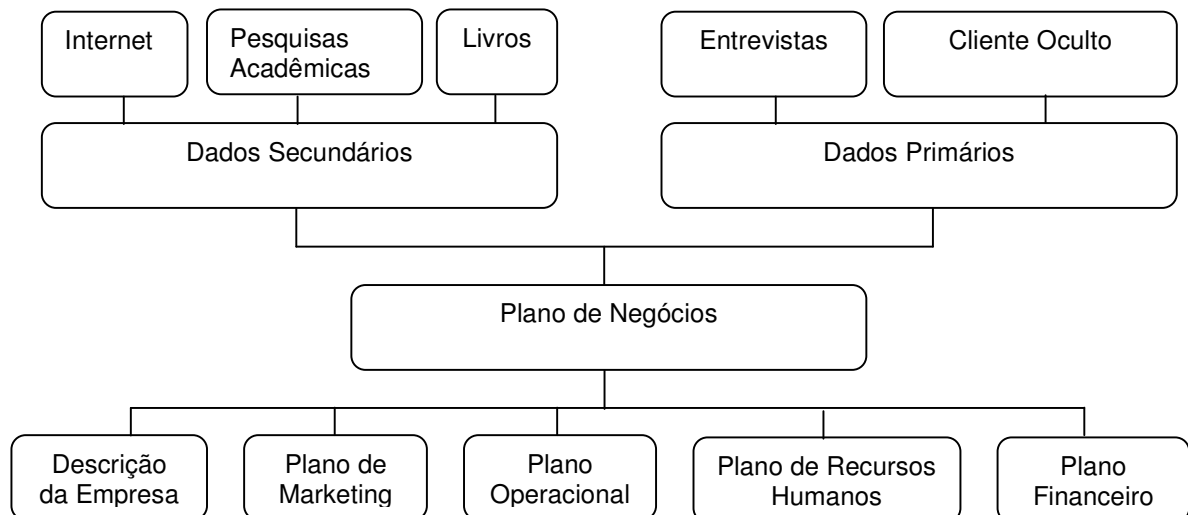 Internet
Pesquisas
Acadêmicas
Livros
Entrevistas
Cliente Oculto
Dados Secundários
Dados Primários
Plano de Negócios
Descrição
da Empresa
Plano de
Marketing
Plano
Operacional
Plano de Recursos
Humanos
Plano
Financeiro